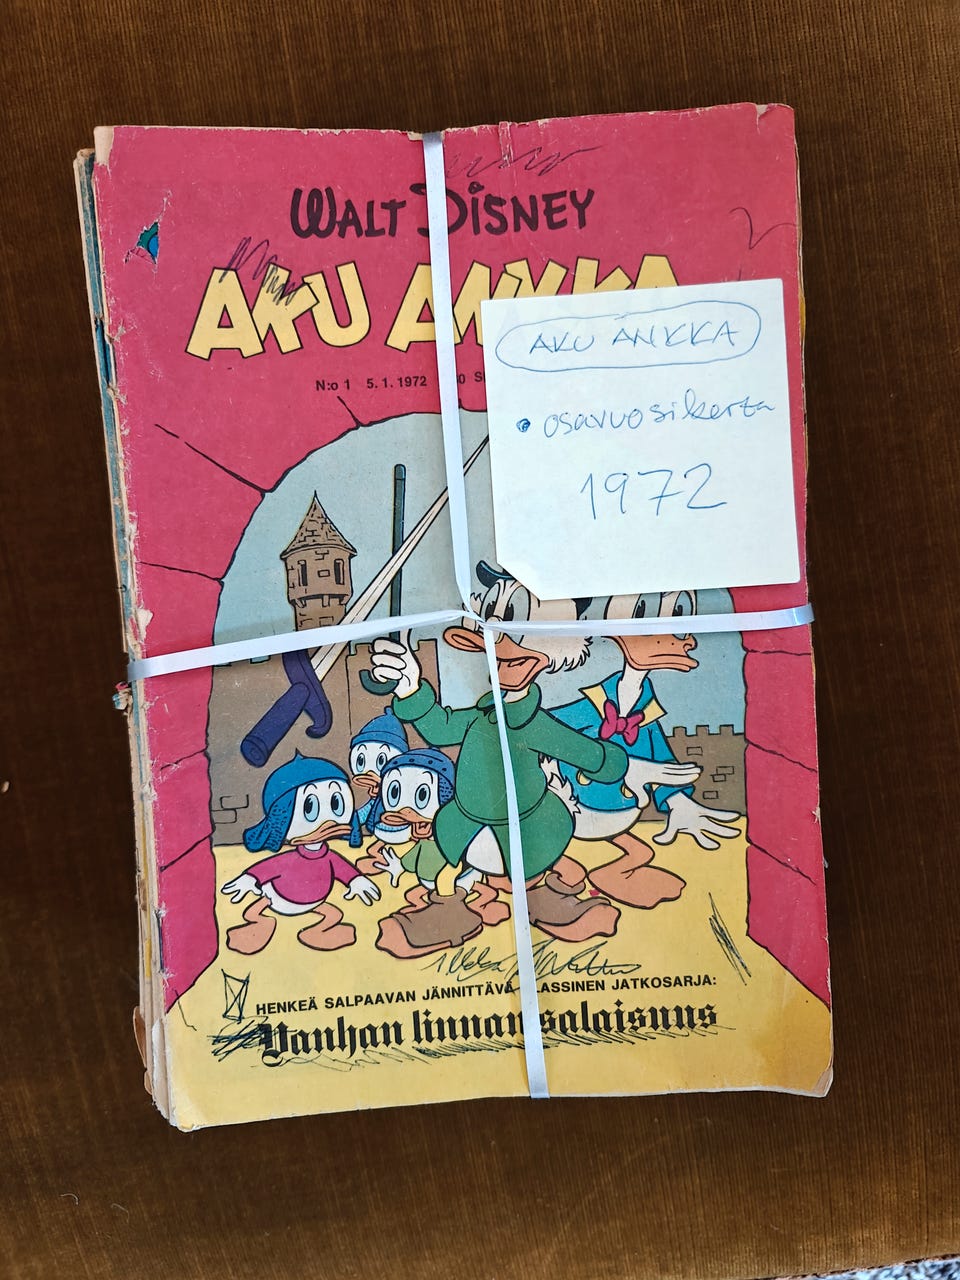 WALT DISNEY
AKU ANKKA
N:o 1 5.1.1972
AKU ANKKA
• osavuosikerta
1972
HENKEÄ SALPAAVAN JÄNNITTÄVÄ KLASSINEN JATKOSARJA:
Vanhan linnan salaisuus